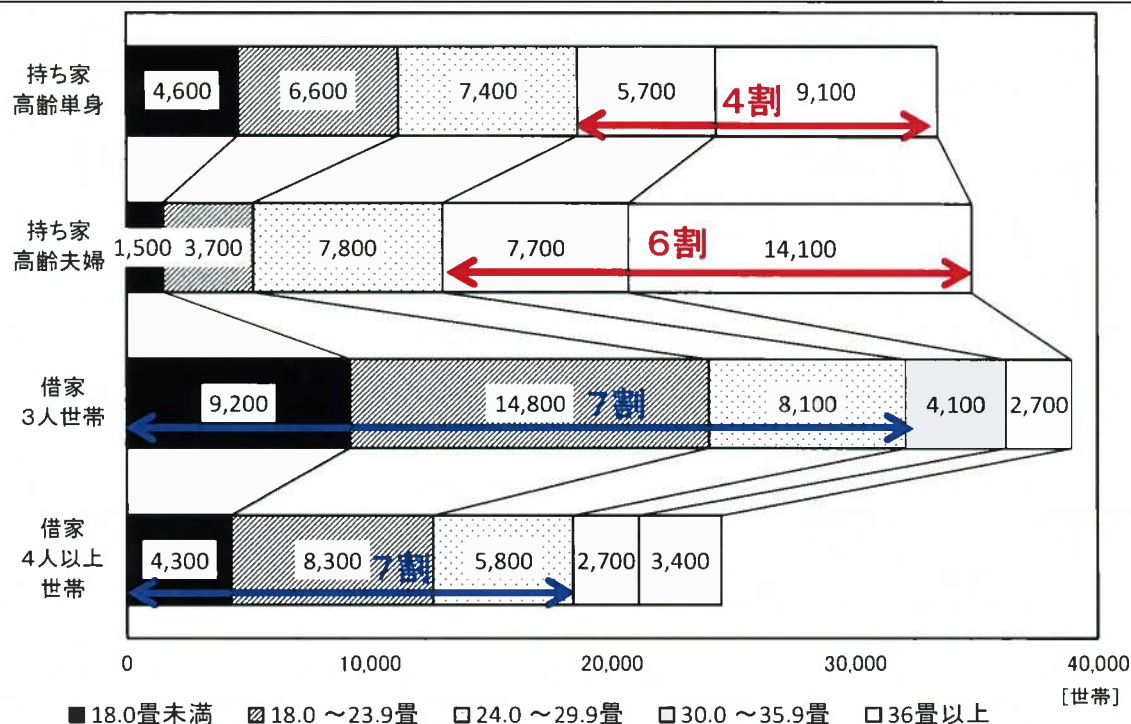 持ち家
高齢単身
4,600 6,600 7,400 5,700 9,100
4割
持ち家
高齢夫婦
1,500 3,700 7,800 7,700 14,100
6割
借家
3人世帯
9,200 14,800 8,100 4,100 2,700
7割
借家
4人以上
世帯
4,300 8,300 5,800 2,700 3,400
7割
0 10,000 20,000 30,000 40,000
[世帯]
18.0畳未満 18.0 ～23.9畳 24.0 ～29.9畳 30.0 ～35.9畳 36畳以上